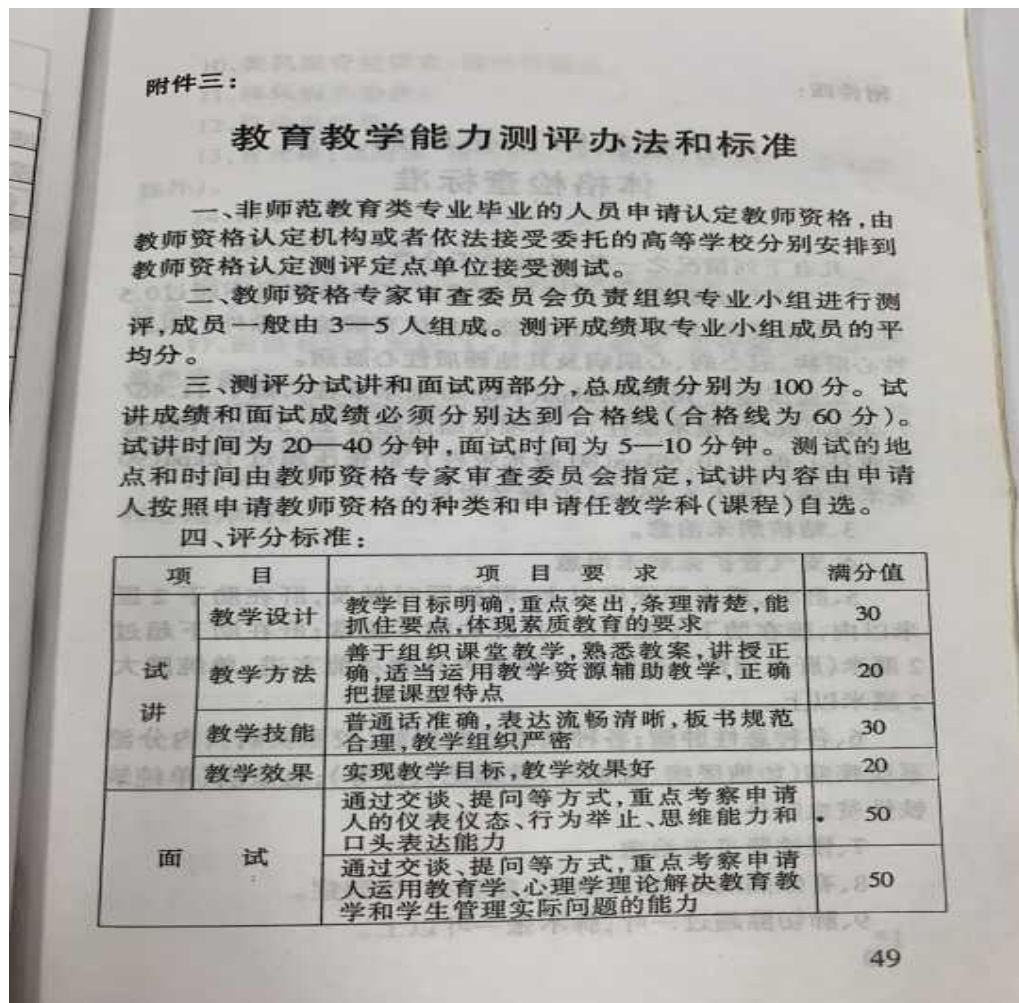 附件三:
教育教学能力测评办法和标准
一、非师范教育类专业毕业的人员申请认定教师资格,由
教师资格认定机构或者依法接受委托的高等学校分别安排到
教师资格认定测评定点单位接受测试。
二、教师资格专家审查委员会负责组织专业小组进行测
评,成员一般由 3—5 人组成。测评成绩取专业小组成员的平
均分。
三、测评分试讲和面试两部分,总成绩分别为 100 分。试
讲成绩和面试成绩必须分别达到合格线(合格线为 60 分)。
试讲时间为 20—40 分钟,面试时间为 5—10 分钟。测试的地
点和时间由教师资格专家审查委员会指定,试讲内容由申请
人按照申请教师资格的种类和申请任教学科(课程)自选。
四、评分标准:
项 目 项 目 要 求 满分值
试讲
教学设计 教学目标明确,重点突出,条理清楚,能
抓住要点,体现素质教育的要求 30
教学方法 善于组织课堂教学,熟悉教案,讲授正
确,适当运用教学资源辅助教学,正确
把握课型特点 20
教学技能 普通话准确,表达流畅清晰,板书规范
合理,教学组织严密 30
教学效果 实现教学目标,教学效果好 20
面 试
通过交谈、提问等方式,重点考察申请
人的仪表仪态、行为举止、思维能力和
口头表达能力 50
通过交谈、提问等方式,重点考察申请
人运用教育学、心理学理论解决教育教
学和学生管理实际问题的能力 50
49